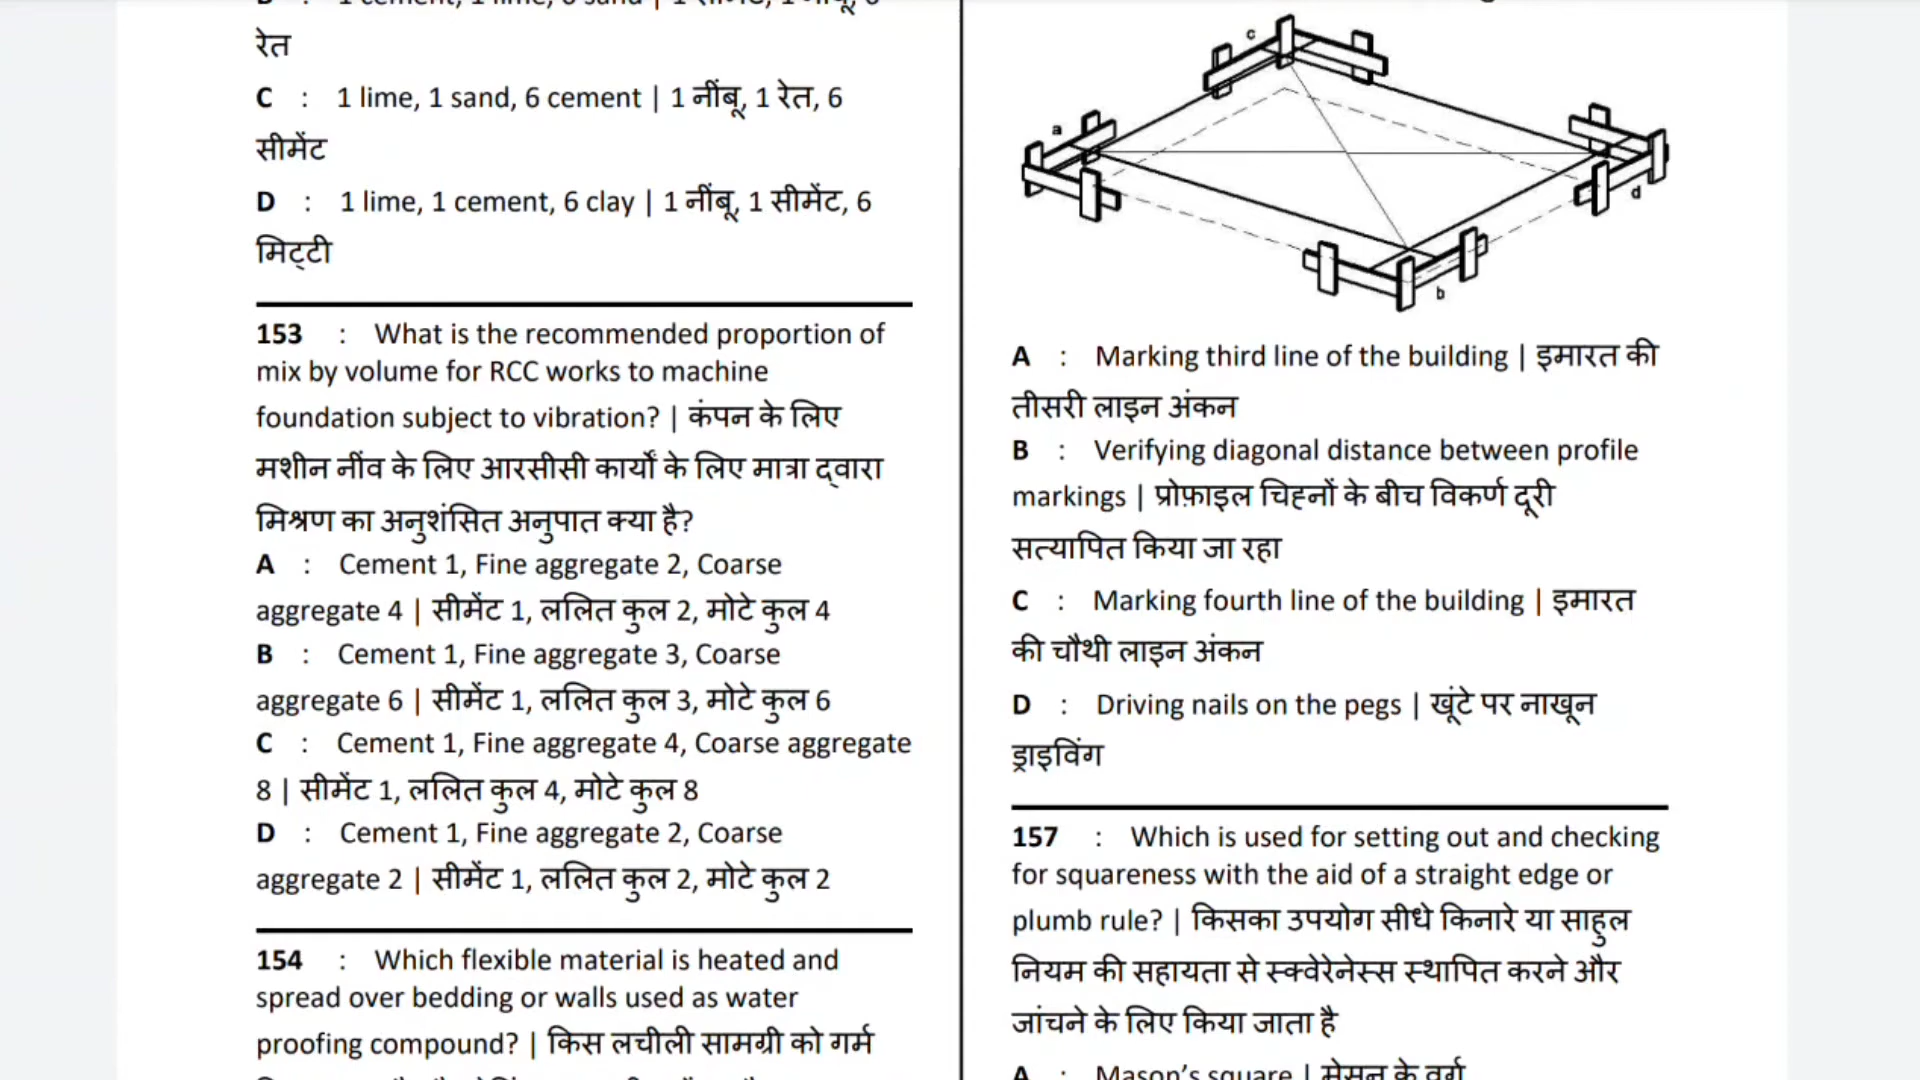 रेत
C : 1 lime, 1 sand, 6 cement | 1 नींबू, 1 रेत, 6
सीमेंट
D : 1 lime, 1 cement, 6 clay | 1 नींबू, 1 सीमेंट, 6
मिट्टी
153 : What is the recommended proportion of
mix by volume for RCC works to machine
foundation subject to vibration? | कंपन के लिए
मशीन नींव के लिए आरसीसी कार्यों के लिए मात्रा द्वारा
मिश्रण का अनुशंसित अनुपात क्या है?
A : Cement 1, Fine aggregate 2, Coarse
aggregate 4 | सीमेंट 1, ललित कुल 2, मोटे कुल 4
B : Cement 1, Fine aggregate 3, Coarse
aggregate 6 | सीमेंट 1, ललित कुल 3, मोटे कुल 6
C : Cement 1, Fine aggregate 4, Coarse aggregate
8 | सीमेंट 1, ललित कुल 4, मोटे कुल 8
D : Cement 1, Fine aggregate 2, Coarse
aggregate 2 | सीमेंट 1, ललित कुल 2, मोटे कुल 2
154 : Which flexible material is heated and
spread over bedding or walls used as water
proofing compound? | किस लचीली सामग्री को गर्म
c
a
d
b
A : Marking third line of the building | इमारत की
तीसरी लाइन अंकन
B : Verifying diagonal distance between profile
markings | प्रोफ़ाइल चिह्नों के बीच विकर्ण दूरी
सत्यापित किया जा रहा
C : Marking fourth line of the building | इमारत
की चौथी लाइन अंकन
D : Driving nails on the pegs | खूंटे पर नाखून
ड्राइविंग
157 : Which is used for setting out and checking
for squareness with the aid of a straight edge or
plumb rule? | किसका उपयोग सीधे किनारे या साहुल
नियम की सहायता से स्क्वेरेनेस्स स्थापित करने और
जांचने के लिए किया जाता है
A : Mason's square | मेसन के वर्ग